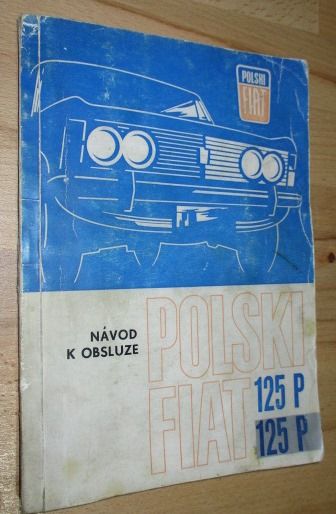 POLSKI
FIAT
NÁVOD
K OBSLUZE
POLSKI
FIAT
125 P
125 P